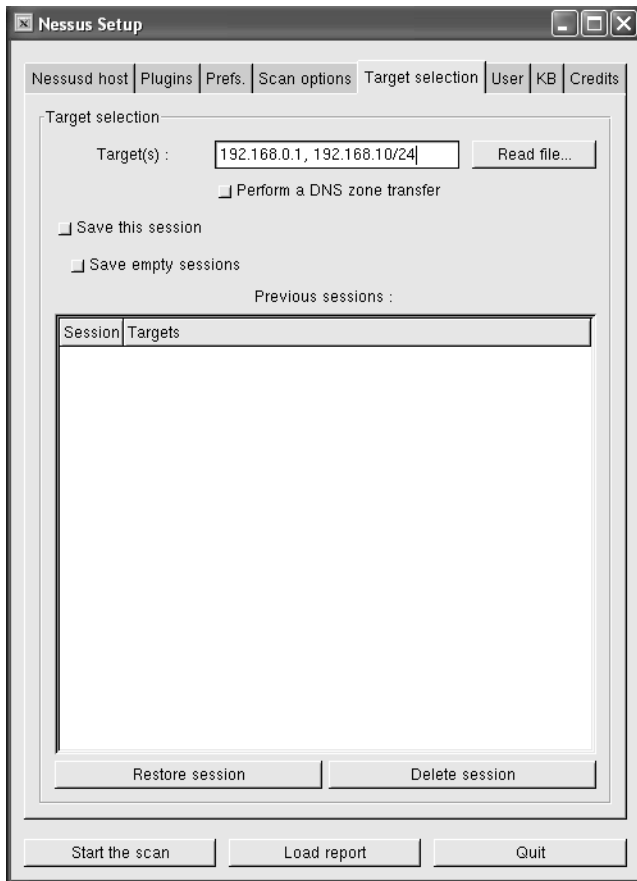 Nessus Setup
Nessusd host Plugins Prefs. Scan options Target selection User KB Credits
Target selection
Target(s) : 192.168.0.1, 192.168.10/24 Read file...
Perform a DNS zone transfer
Save this session
Save empty sessions
Previous sessions :
Session Targets
Restore session Delete session
Start the scan Load report Quit